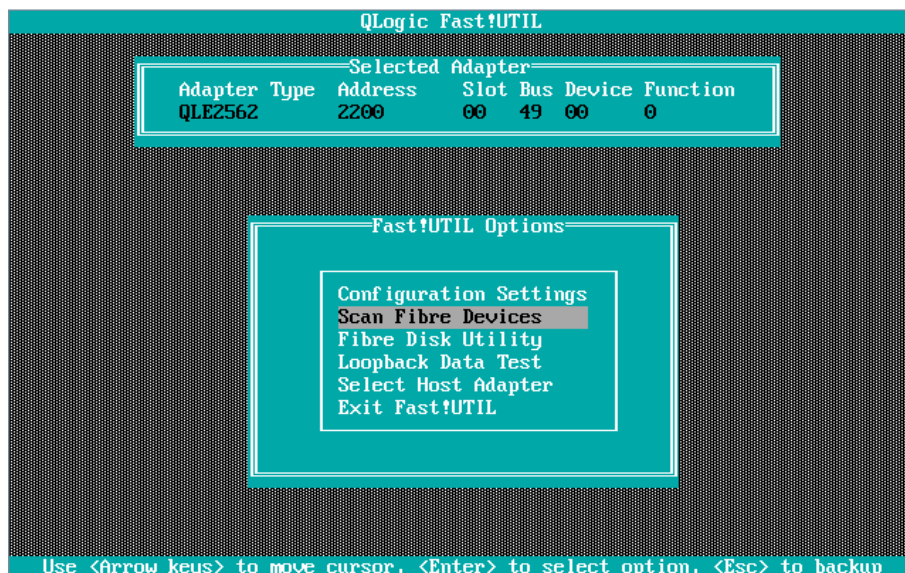 QLogic Fast!UTIL
Selected Adapter
Adapter Type Address Slot Bus Device Function
QLE2562 2200 00 49 00 0
Fast!UTIL Options
Configuration Settings
Scan Fibre Devices
Fibre Disk Utility
Loopback Data Test
Select Host Adapter
Exit Fast!UTIL
Use <Arrow keys> to move cursor, <Enter> to select option, <Esc> to backup